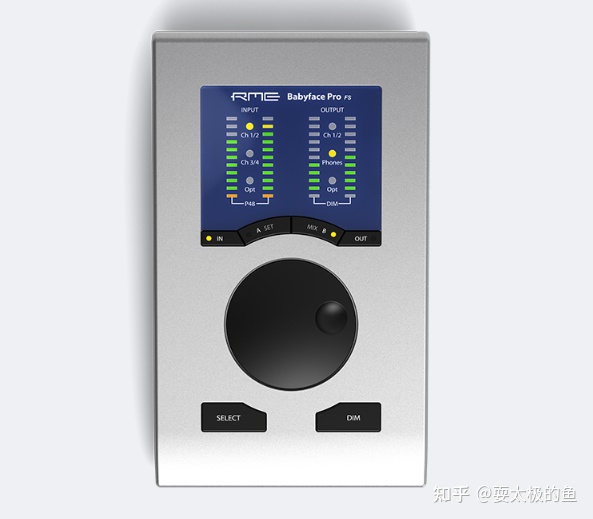 RME Babyface Pro FS
INPUT OUTPUT
Ch 1/2 Ch 1/2
Ch 3/4 Phones
Opt Opt
P48 DIM
IN A SET MIX B OUT
SELECT DIM
知乎 @耍太极的鱼